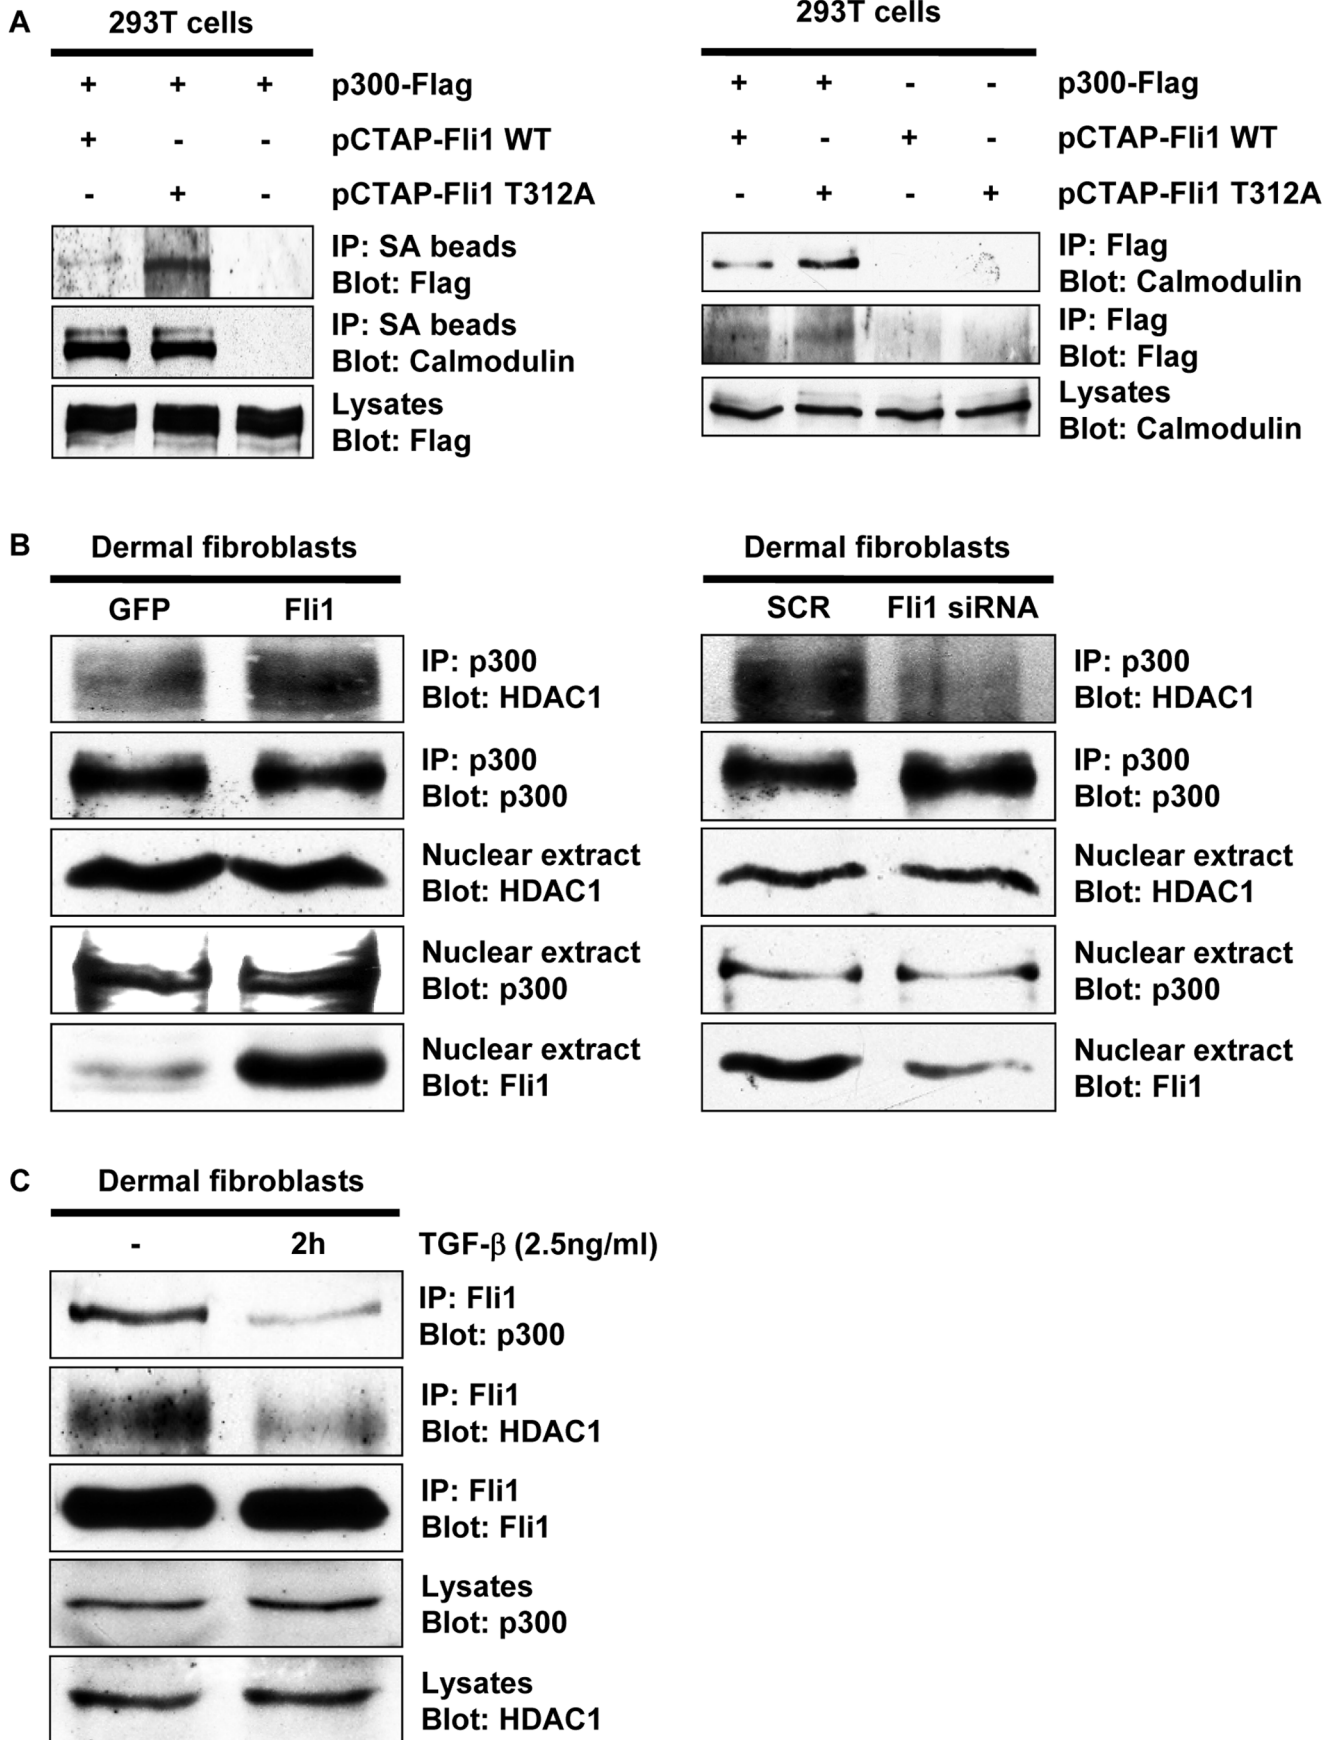 A
293T cells
+ + + p300-Flag
+ - - pCTAP-Fli1 WT
- + - pCTAP-Fli1 T312A
IP: SA beads
Blot: Flag
IP: SA beads
Blot: Calmodulin
Lysates
Blot: Flag
293T cells
+ + - - p300-Flag
+ - + - pCTAP-Fli1 WT
- + - + pCTAP-Fli1 T312A
IP: Flag
Blot: Calmodulin
IP: Flag
Blot: Flag
Lysates
Blot: Calmodulin
B
Dermal fibroblasts
GFP Fli1
IP: p300
Blot: HDAC1
IP: p300
Blot: p300
Nuclear extract
Blot: HDAC1
Nuclear extract
Blot: p300
Nuclear extract
Blot: Fli1
Dermal fibroblasts
SCR Fli1 siRNA
IP: p300
Blot: HDAC1
IP: p300
Blot: p300
Nuclear extract
Blot: HDAC1
Nuclear extract
Blot: p300
Nuclear extract
Blot: Fli1
C
Dermal fibroblasts
- 2h TGF-β (2.5ng/ml)
IP: Fli1
Blot: p300
IP: Fli1
Blot: HDAC1
IP: Fli1
Blot: Fli1
Lysates
Blot: p300
Lysates
Blot: HDAC1